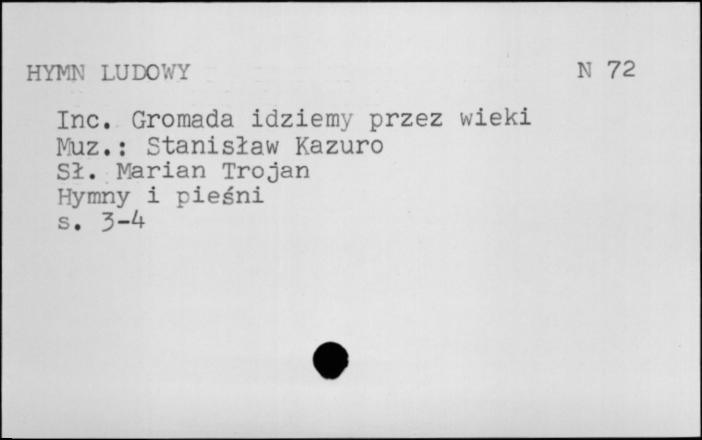 HYMN LUDOWY N 72
Inc. Gromada idziemy przez wieki
Muz.: Stanisław Kazuro
Sł. Marian Trojan
Hymny i pieśni
s. 3-4